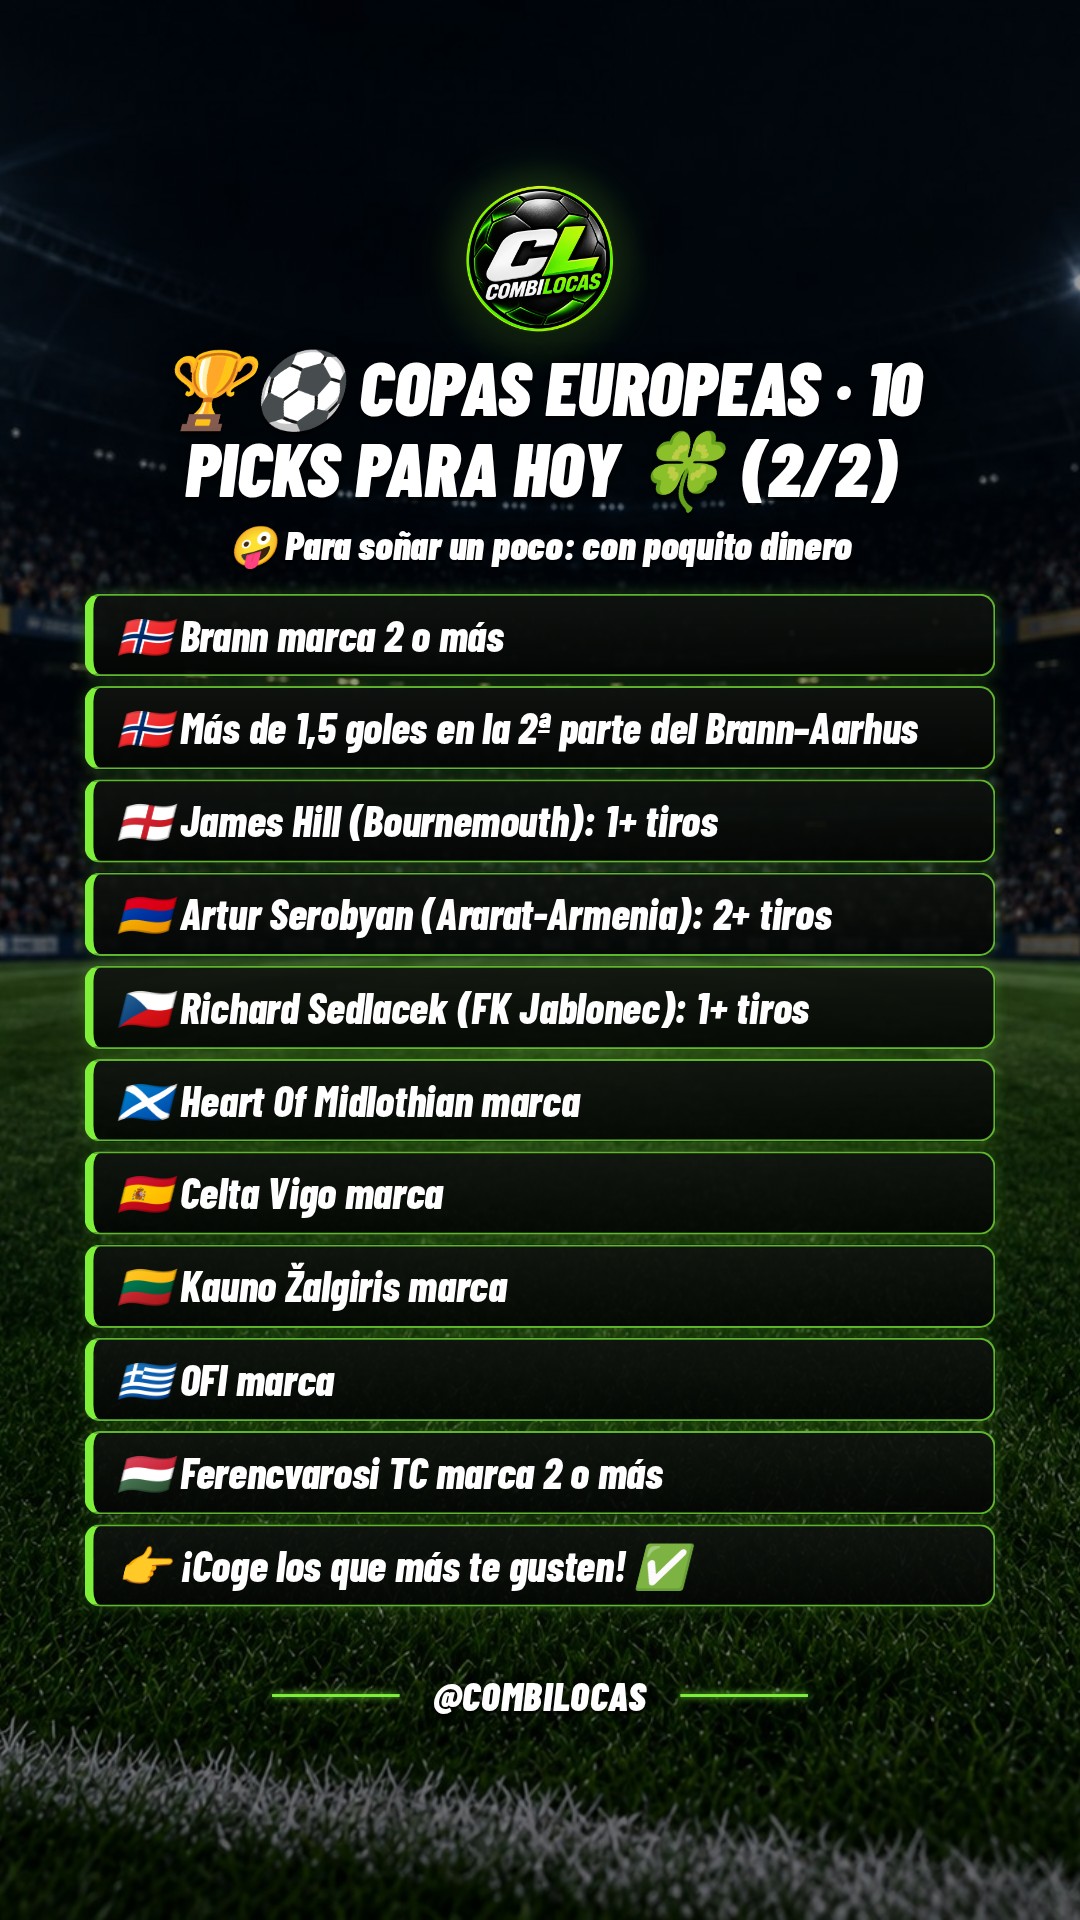 CL
COMBILOCAS
🏆⚽ COPAS EUROPEAS · 10
PICKS PARA HOY 🍀 (2/2)
🤪 Para soñar un poco: con poquito dinero
🇳🇴 Brann marca 2 o más
🇳🇴 Más de 1,5 goles en la 2ª parte del Brann-Aarhus
🏴󠁧󠁢󠁥󠁮󠁧󠁿 James Hill (Bournemouth): 1+ tiros
🇦🇲 Artur Serobyan (Ararat-Armenia): 2+ tiros
🇨🇿 Richard Sedlacek (FK Jablonec): 1+ tiros
🏴󠁧󠁢󠁳󠁣󠁴󠁿 Heart Of Midlothian marca
🇪🇸 Celta Vigo marca
🇱🇹 Kauno Žalgiris marca
🇬🇷 OFI marca
🇭🇺 Ferencvarosi TC marca 2 o más
👉 ¡Coge los que más te gusten! ✅
@COMBILOCAS